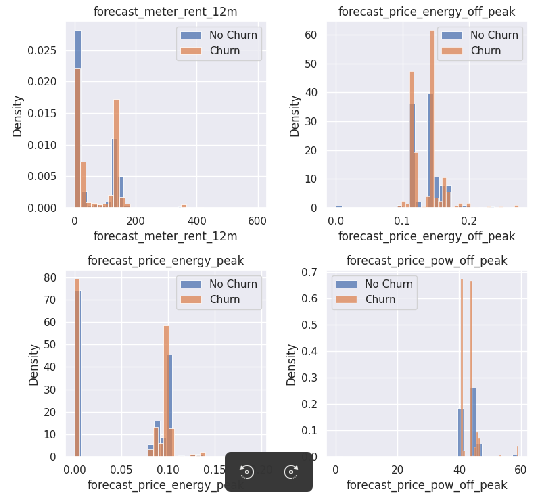 forecast_meter_rent_12m
No Churn
Churn
Density
0.025
0.020
0.015
0.010
0.005
0.000
0 200 400 600
forecast_meter_rent_12m
forecast_price_energy_off_peak
No Churn
Churn
Density
60
50
40
30
20
10
0
0.0 0.1 0.2
forecast_price_energy_off_peak
forecast_price_energy_peak
No Churn
Churn
Density
80
70
60
50
40
30
20
10
0
0.00 0.05 0.10 0.15
forecast_price_energy
forecast_price_pow_off_peak
No Churn
Churn
Density
0.7
0.6
0.5
0.4
0.3
0.2
0.1
0 20 40 60
forecast_price_pow_off_peak